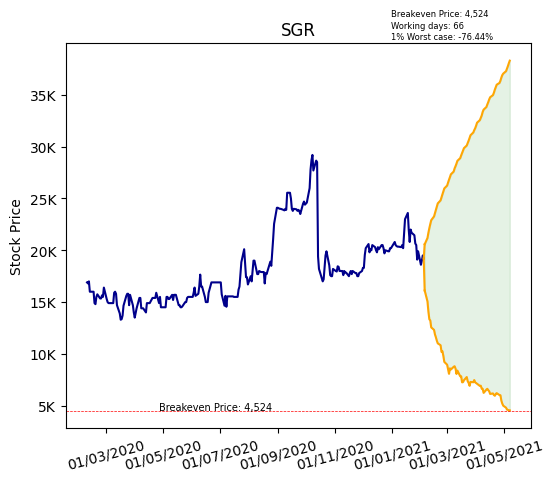 Breakeven Price: 4,524
Working days: 66
1% Worst case: -76.44%
SGR
Stock Price
35K
30K
25K
20K
15K
10K
5K
Breakeven Price: 4,524
01/03/2020
01/05/2020
01/07/2020
01/09/2020
01/11/2020
01/01/2021
01/03/2021
01/05/2021